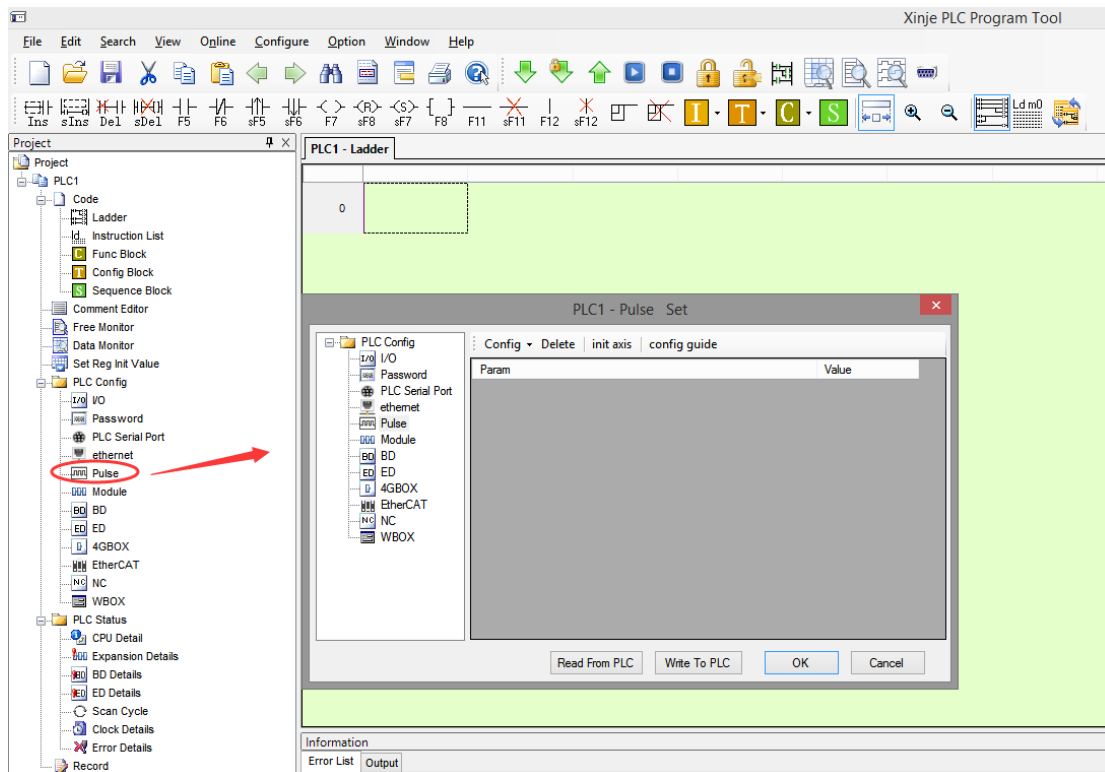 Xinje PLC Program Tool
File Edit Search View Online Configure Option Window Help
Ins sIns Del sDel F5 F6 sF5 sF6 F7 sF8 sF7 F8 F11 sF11 F12 sF12 I T C S Ld m0
Project
PLC1 - Ladder
Project
PLC1
Code
Ladder
Instruction List
Func Block
Config Block
Sequence Block
Comment Editor
Free Monitor
Data Monitor
Set Reg Init Value
PLC Config
I/O
Password
PLC Serial Port
ethernet
Pulse
Module
BD
ED
4GBOX
EtherCAT
NC
WBOX
PLC Status
CPU Detail
Expansion Details
BD Details
ED Details
Scan Cycle
Clock Details
Error Details
Record
0
PLC1 - Pulse Set
PLC Config
I/O
Password
PLC Serial Port
ethernet
Pulse
Module
BD
ED
4GBOX
EtherCAT
NC
WBOX
Config Delete init axis config guide
Param Value
Read From PLC Write To PLC OK Cancel
Information
Error List Output